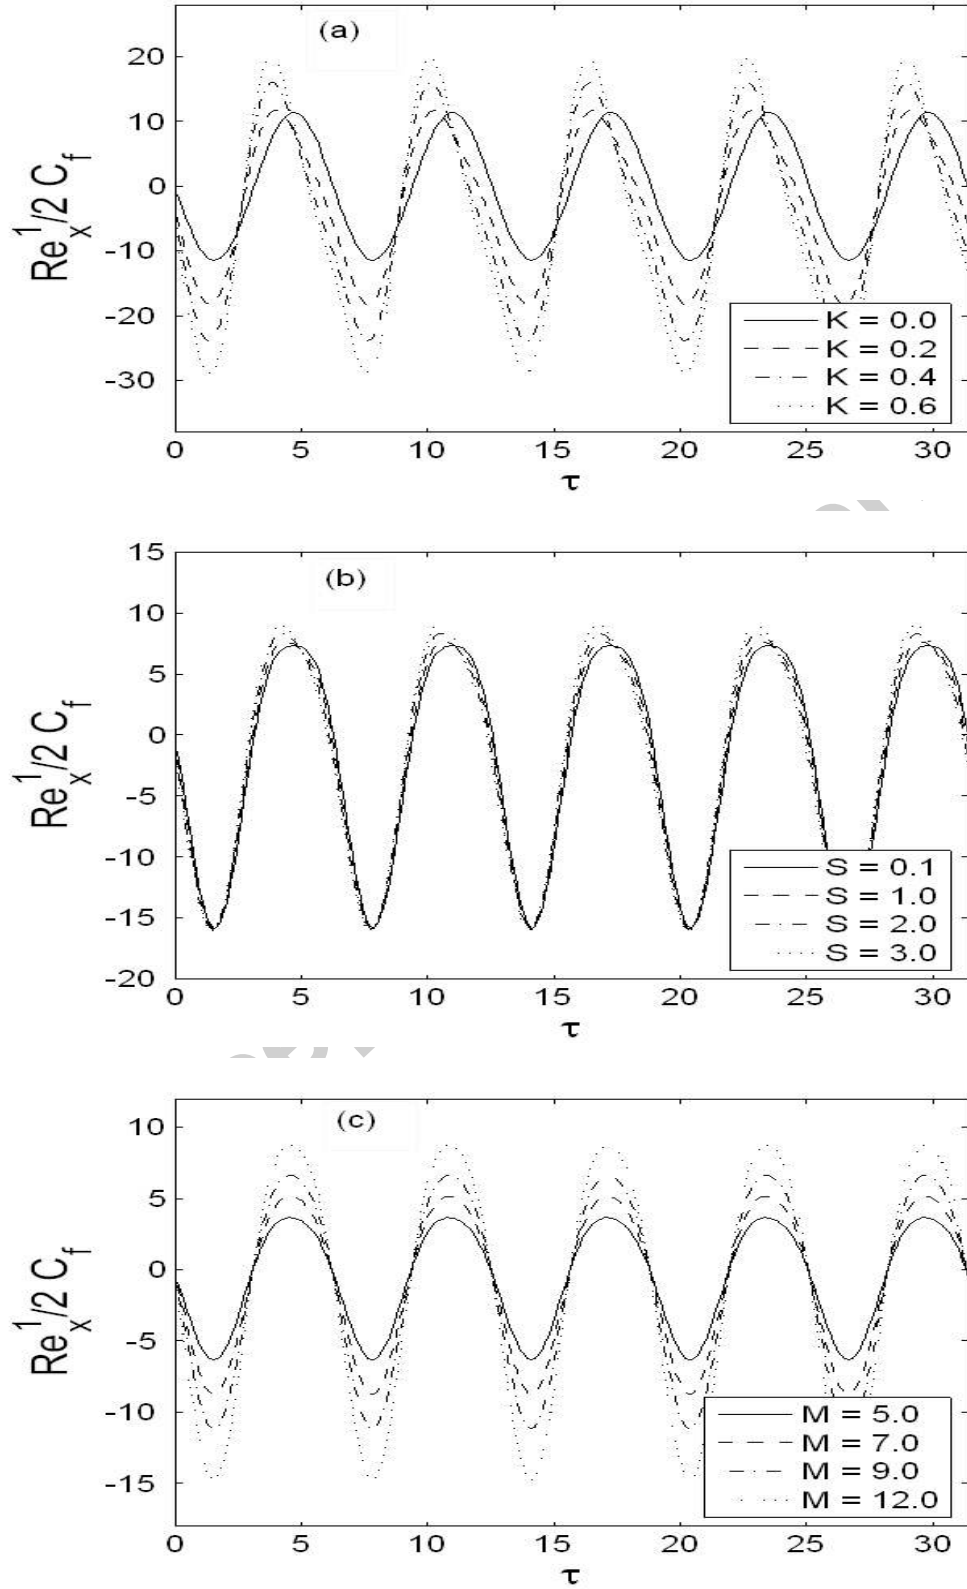 (a)
20
10
0
-10
-20
-30
Re_x^1/2 C_f
K = 0.0
K = 0.2
K = 0.4
K = 0.6
0 5 10 15 20 25 30
τ
(b)
15
10
5
0
-5
-10
-15
-20
Re_x^1/2 C_f
S = 0.1
S = 1.0
S = 2.0
S = 3.0
0 5 10 15 20 25 30
τ
(c)
10
5
0
-5
-10
-15
Re_x^1/2 C_f
M = 5.0
M = 7.0
M = 9.0
M = 12.0
0 5 10 15 20 25 30
τ